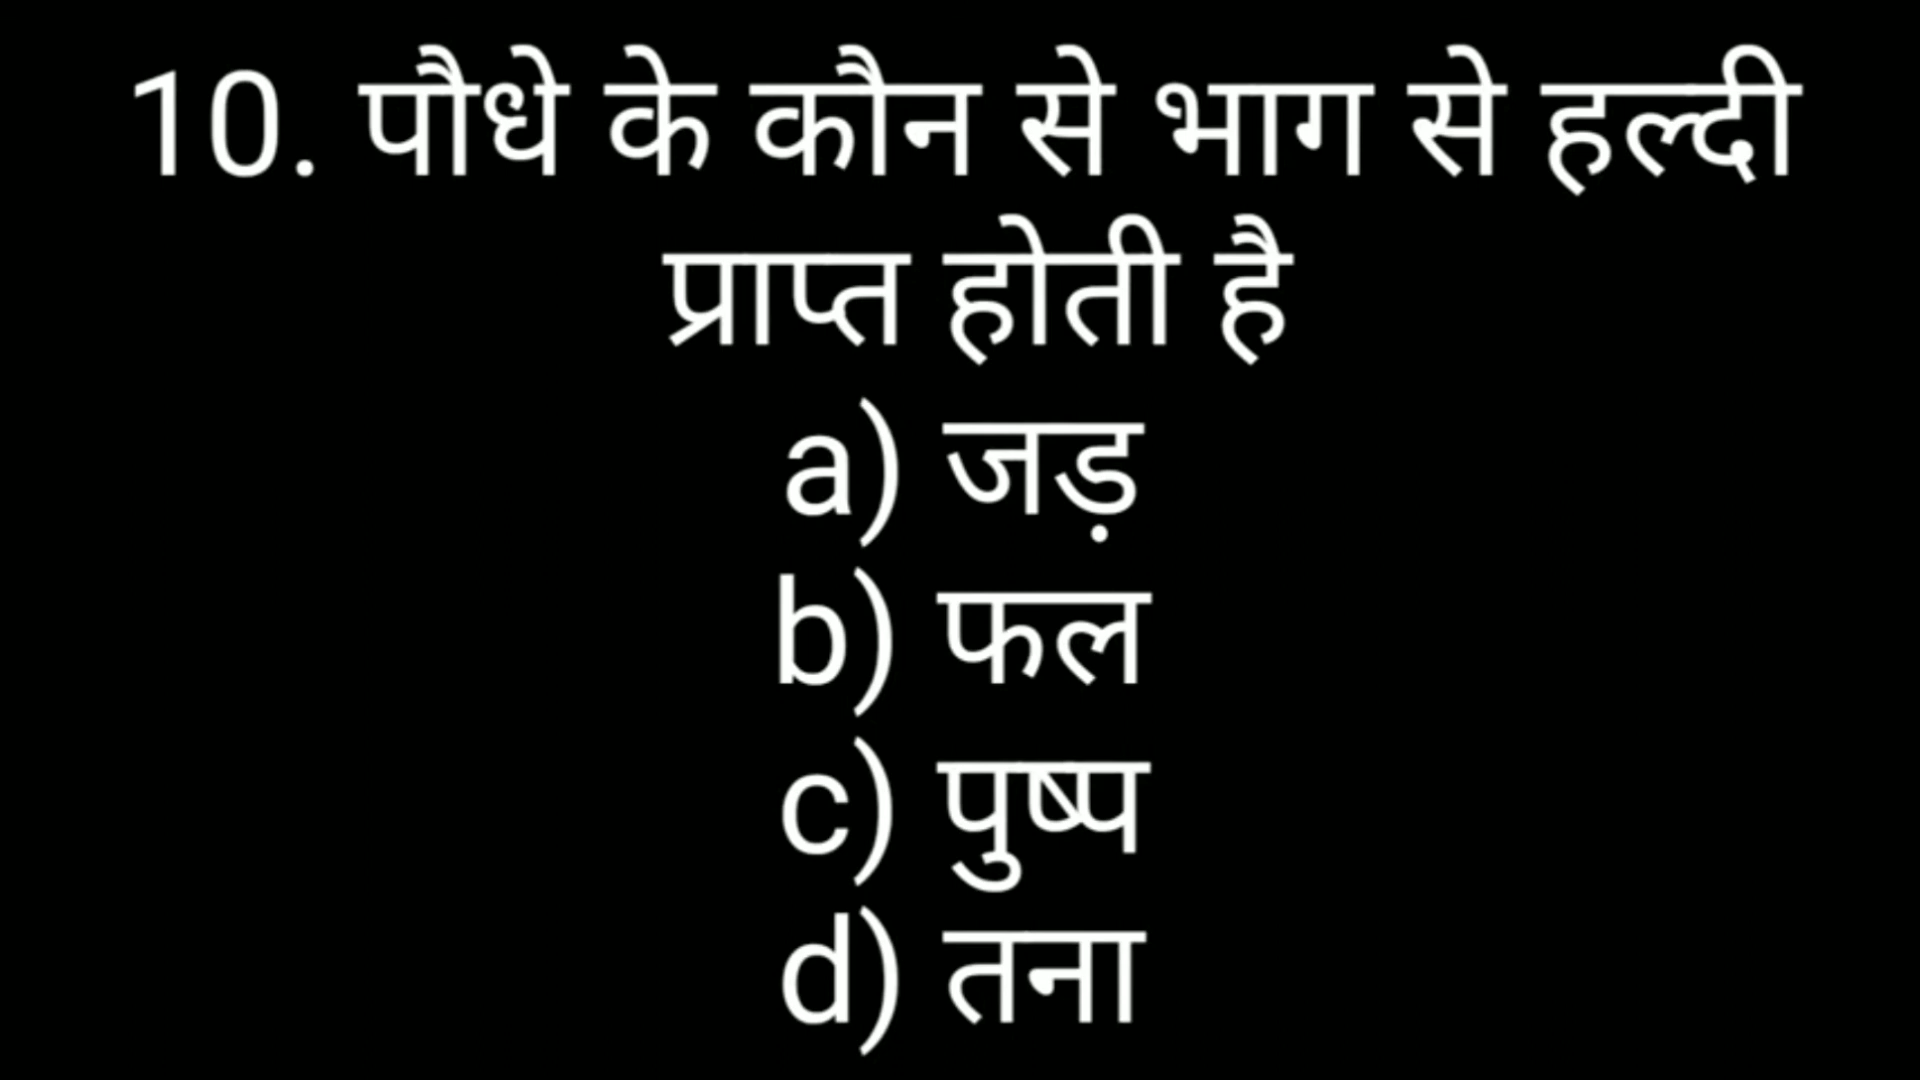 10. पौधे के कौन से भाग से हल्दी
प्राप्त होती है
a) जड़
b) फल
c) पुष्प
d) तना